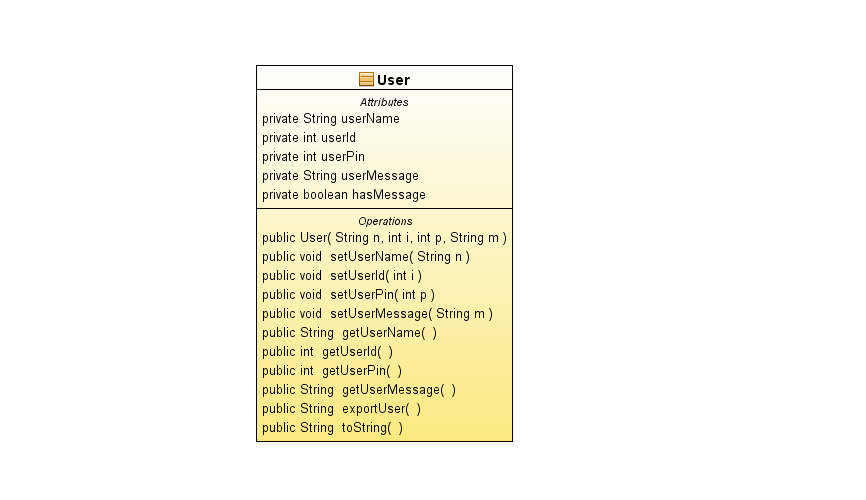 User
Attributes
private String userName
private int userId
private int userPin
private String userMessage
private boolean hasMessage
Operations
public User( String n, int i, int p, String m )
public void  setUserName( String n )
public void  setUserId( int i )
public void  setUserPin( int p )
public void  setUserMessage( String m )
public String  getUserName(  )
public int  getUserId(  )
public int  getUserPin(  )
public String  getUserMessage(  )
public String  exportUser(  )
public String  toString(  )